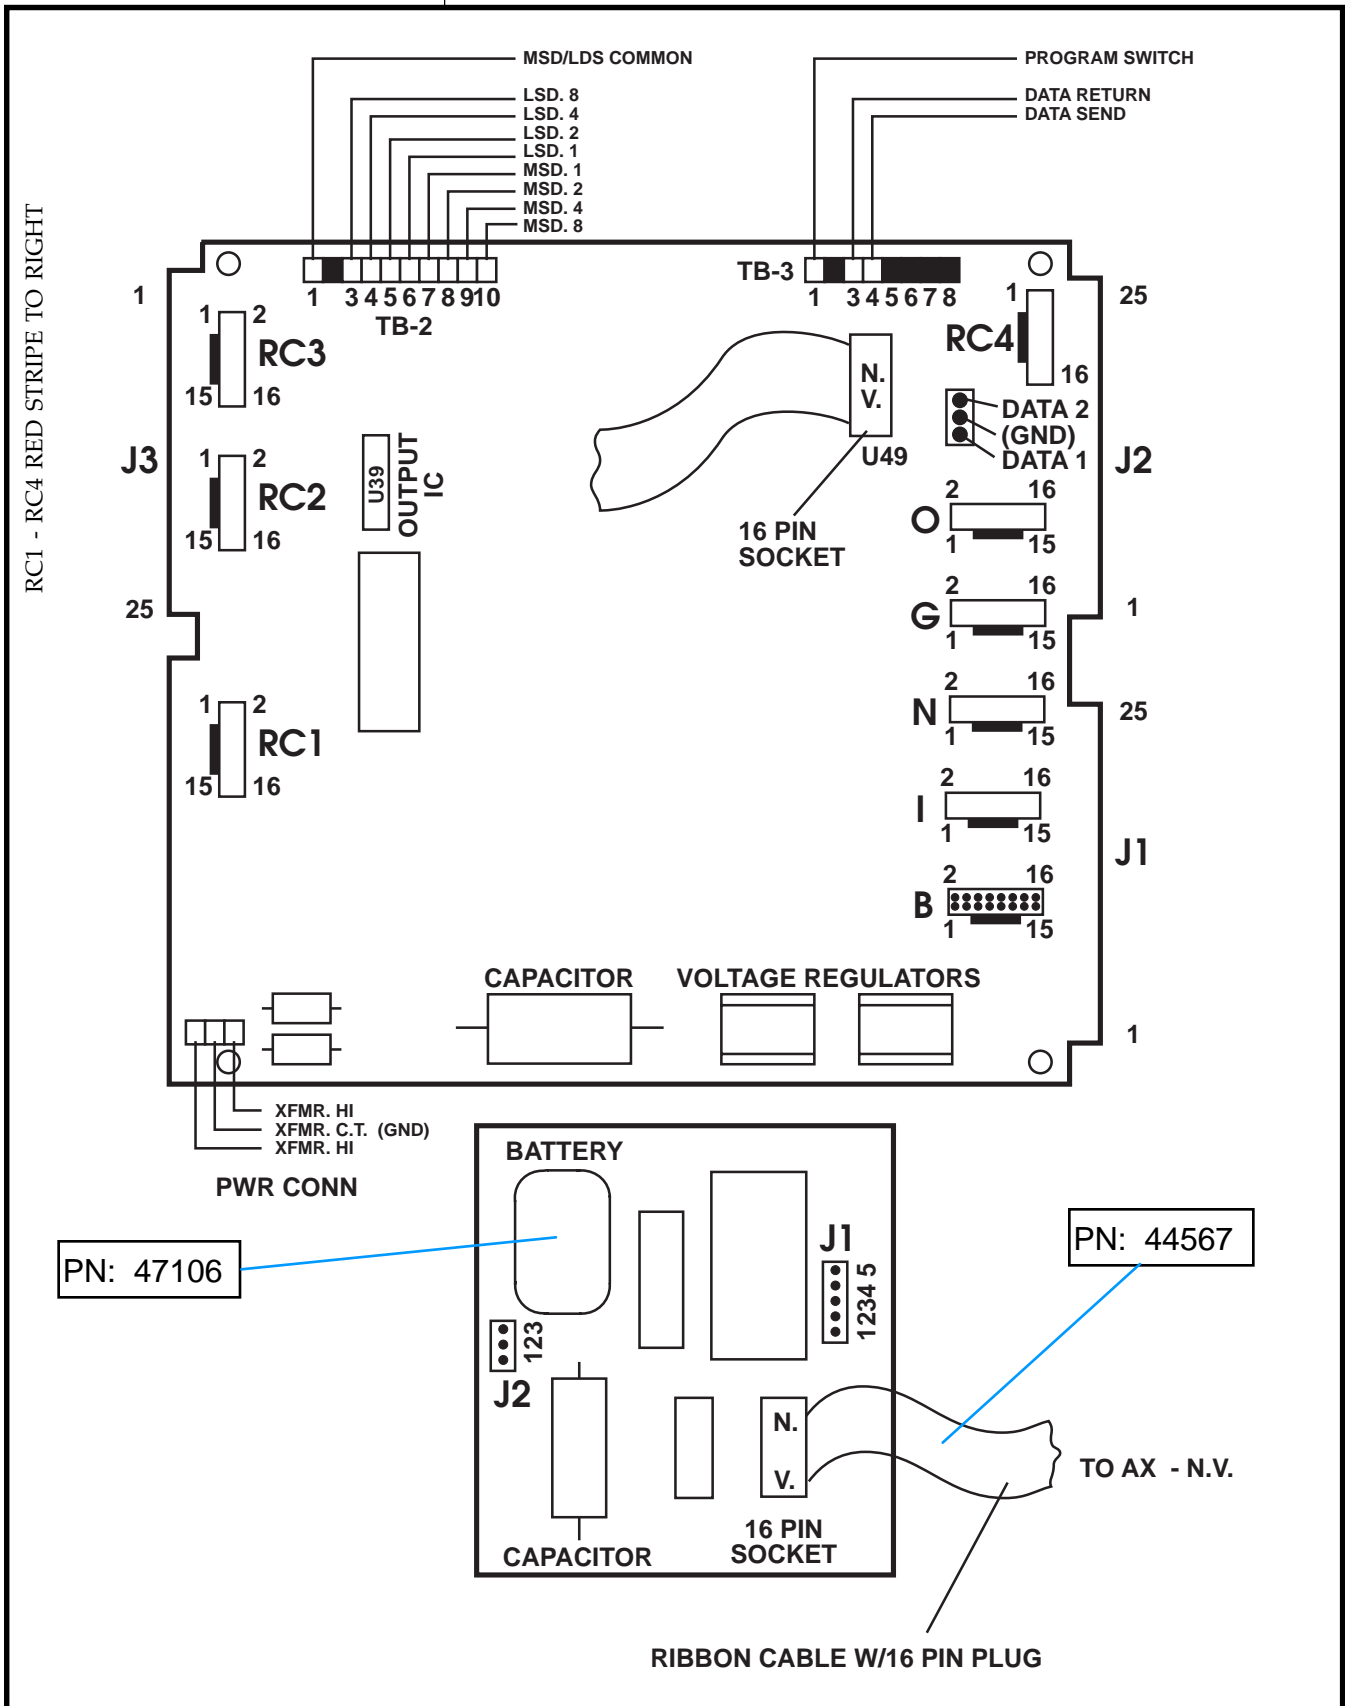 MSD/LDS COMMON
LSD. 8
LSD. 4
LSD. 2
LSD. 1
MSD. 1
MSD. 2
MSD. 4
MSD. 8
PROGRAM SWITCH
DATA RETURN
DATA SEND
RC1 - RC4 RED STRIPE TO RIGHT
1 3 4 5 6 7 8 9 10
TB-2
TB-3
1 3 4 5 6 7 8
1
25
J3
1 2
RC3
15 16
1 2
RC2
15 16
25
1 2
RC1
15 16
U39
OUTPUT
IC
N.
V.
U49
16 PIN
SOCKET
1
RC4
16
DATA 2
(GND)
DATA 1
J2
2 16
O
1 15
2 16
G
1 15
1
2 16
N
1 15
25
2 16
I
1 15
J1
2 16
B
1 15
1
CAPACITOR
VOLTAGE REGULATORS
XFMR. HI
XFMR. C.T. (GND)
XFMR. HI
PWR CONN
BATTERY
PN: 47106
PN: 44567
J1
1234 5
123
J2
N.
V.
16 PIN
SOCKET
CAPACITOR
TO AX - N.V.
RIBBON CABLE W/16 PIN PLUG